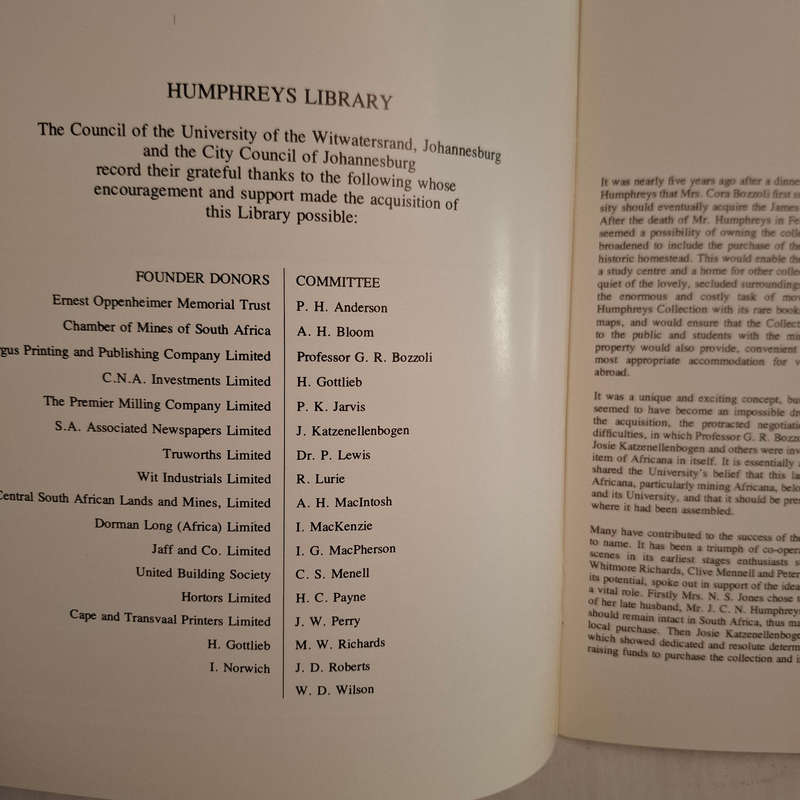 HUMPHREYS LIBRARY
The Council of the University of the Witwatersrand, Johannesburg
and the City Council of Johannesburg
record their grateful thanks to the following whose
encouragement and support made the acquisition of
this Library possible:
FOUNDER DONORS
Ernest Oppenheimer Memorial Trust
Chamber of Mines of South Africa
gus Printing and Publishing Company Limited
C.N.A. Investments Limited
The Premier Milling Company Limited
S.A. Associated Newspapers Limited
Truworths Limited
Wit Industrials Limited
Central South African Lands and Mines, Limited
Dorman Long (Africa) Limited
Jaff and Co. Limited
United Building Society
Hortors Limited
Cape and Transvaal Printers Limited
H. Gottlieb
I. Norwich
COMMITTEE
P. H. Anderson
A. H. Bloom
Professor G. R. Bozzoli
H. Gottlieb
P. K. Jarvis
J. Katzenellenbogen
Dr. P. Lewis
R. Lurie
A. H. MacIntosh
I. MacKenzie
I. G. MacPherson
C. S. Menell
H. C. Payne
J. W. Perry
M. W. Richards
J. D. Roberts
W. D. Wilson
It was nearly five years ago after a dinne
Humphreys that Mrs. Cora Bozzoli first s
sity should eventually acquire the James
After the death of Mr. Humphreys in Fe
seemed a possibility of owning the colle
broadened to include the purchase of the
historic homestead. This would enable the
a study centre and a home for other collec
quiet of the lovely, secluded surroundings
the enormous and costly task of mov
Humphreys Collection with its rare books
maps, and would ensure that the Collect
to the public and students with the min
property would also provide, convenient
most appropriate accommodation for v
abroad.
It was a unique and exciting concept, but
seemed to have become an impossible dre
the acquisition, the protracted negotiatio
difficulties, in which Professor G. R. Bozzo
Josie Katzenellenbogen and others were inv
item of Africana in itself. It is essentially
shared the University's belief that this la
Africana, particularly mining Africana, belo
and its University, and that it should be pres
where it had been assembled.
Many have contributed to the success of the
to name. It has been a triumph of co-oper
scenes in its earliest stages enthusiasts s
Whitmore Richards, Clive Mennell and Peter
its potential, spoke out in support of the idea
a vital role. Firstly Mrs. N. S. Jones chose t
of her late husband, Mr. J. C. N. Humphreys
should remain intact in South Africa, thus ma
local purchase. Then Josie Katzenellenboge
which showed dedicated and resolute determ
raising funds to purchase the collection and i